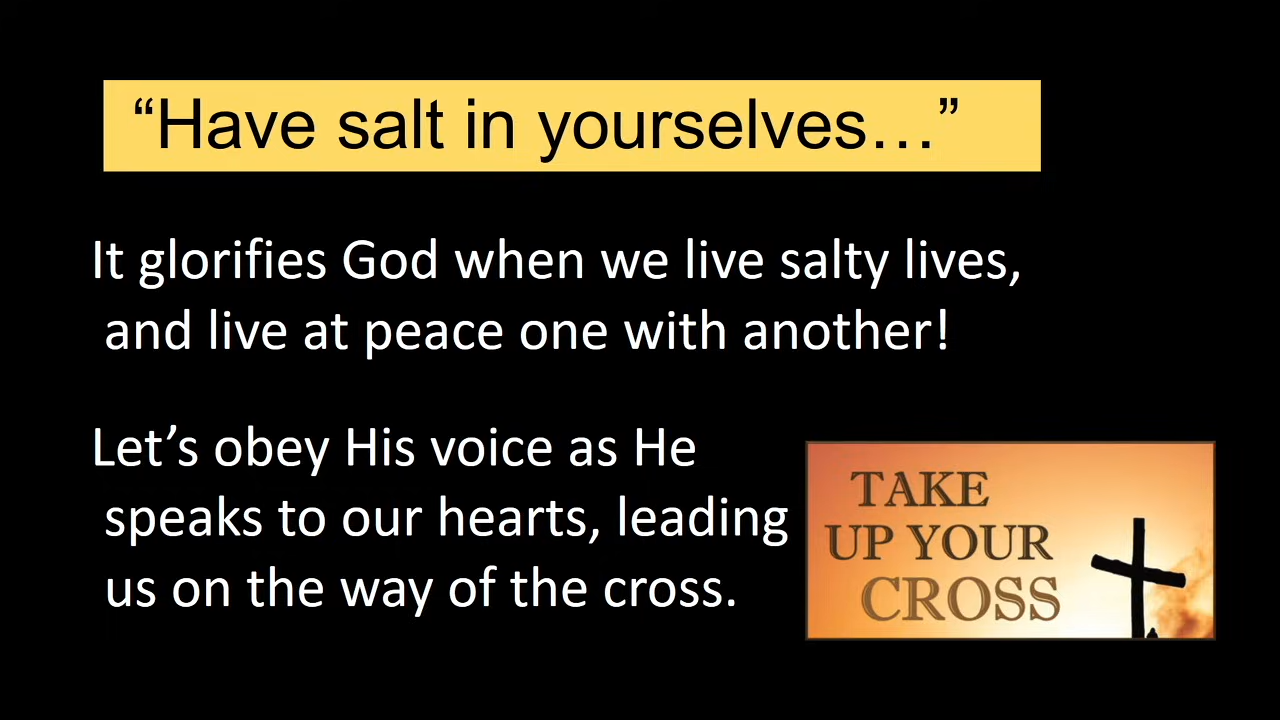 “Have salt in yourselves…”
It glorifies God when we live salty lives,
and live at peace one with another!
Let’s obey His voice as He
speaks to our hearts, leading
us on the way of the cross.
TAKE
UP YOUR
CROSS